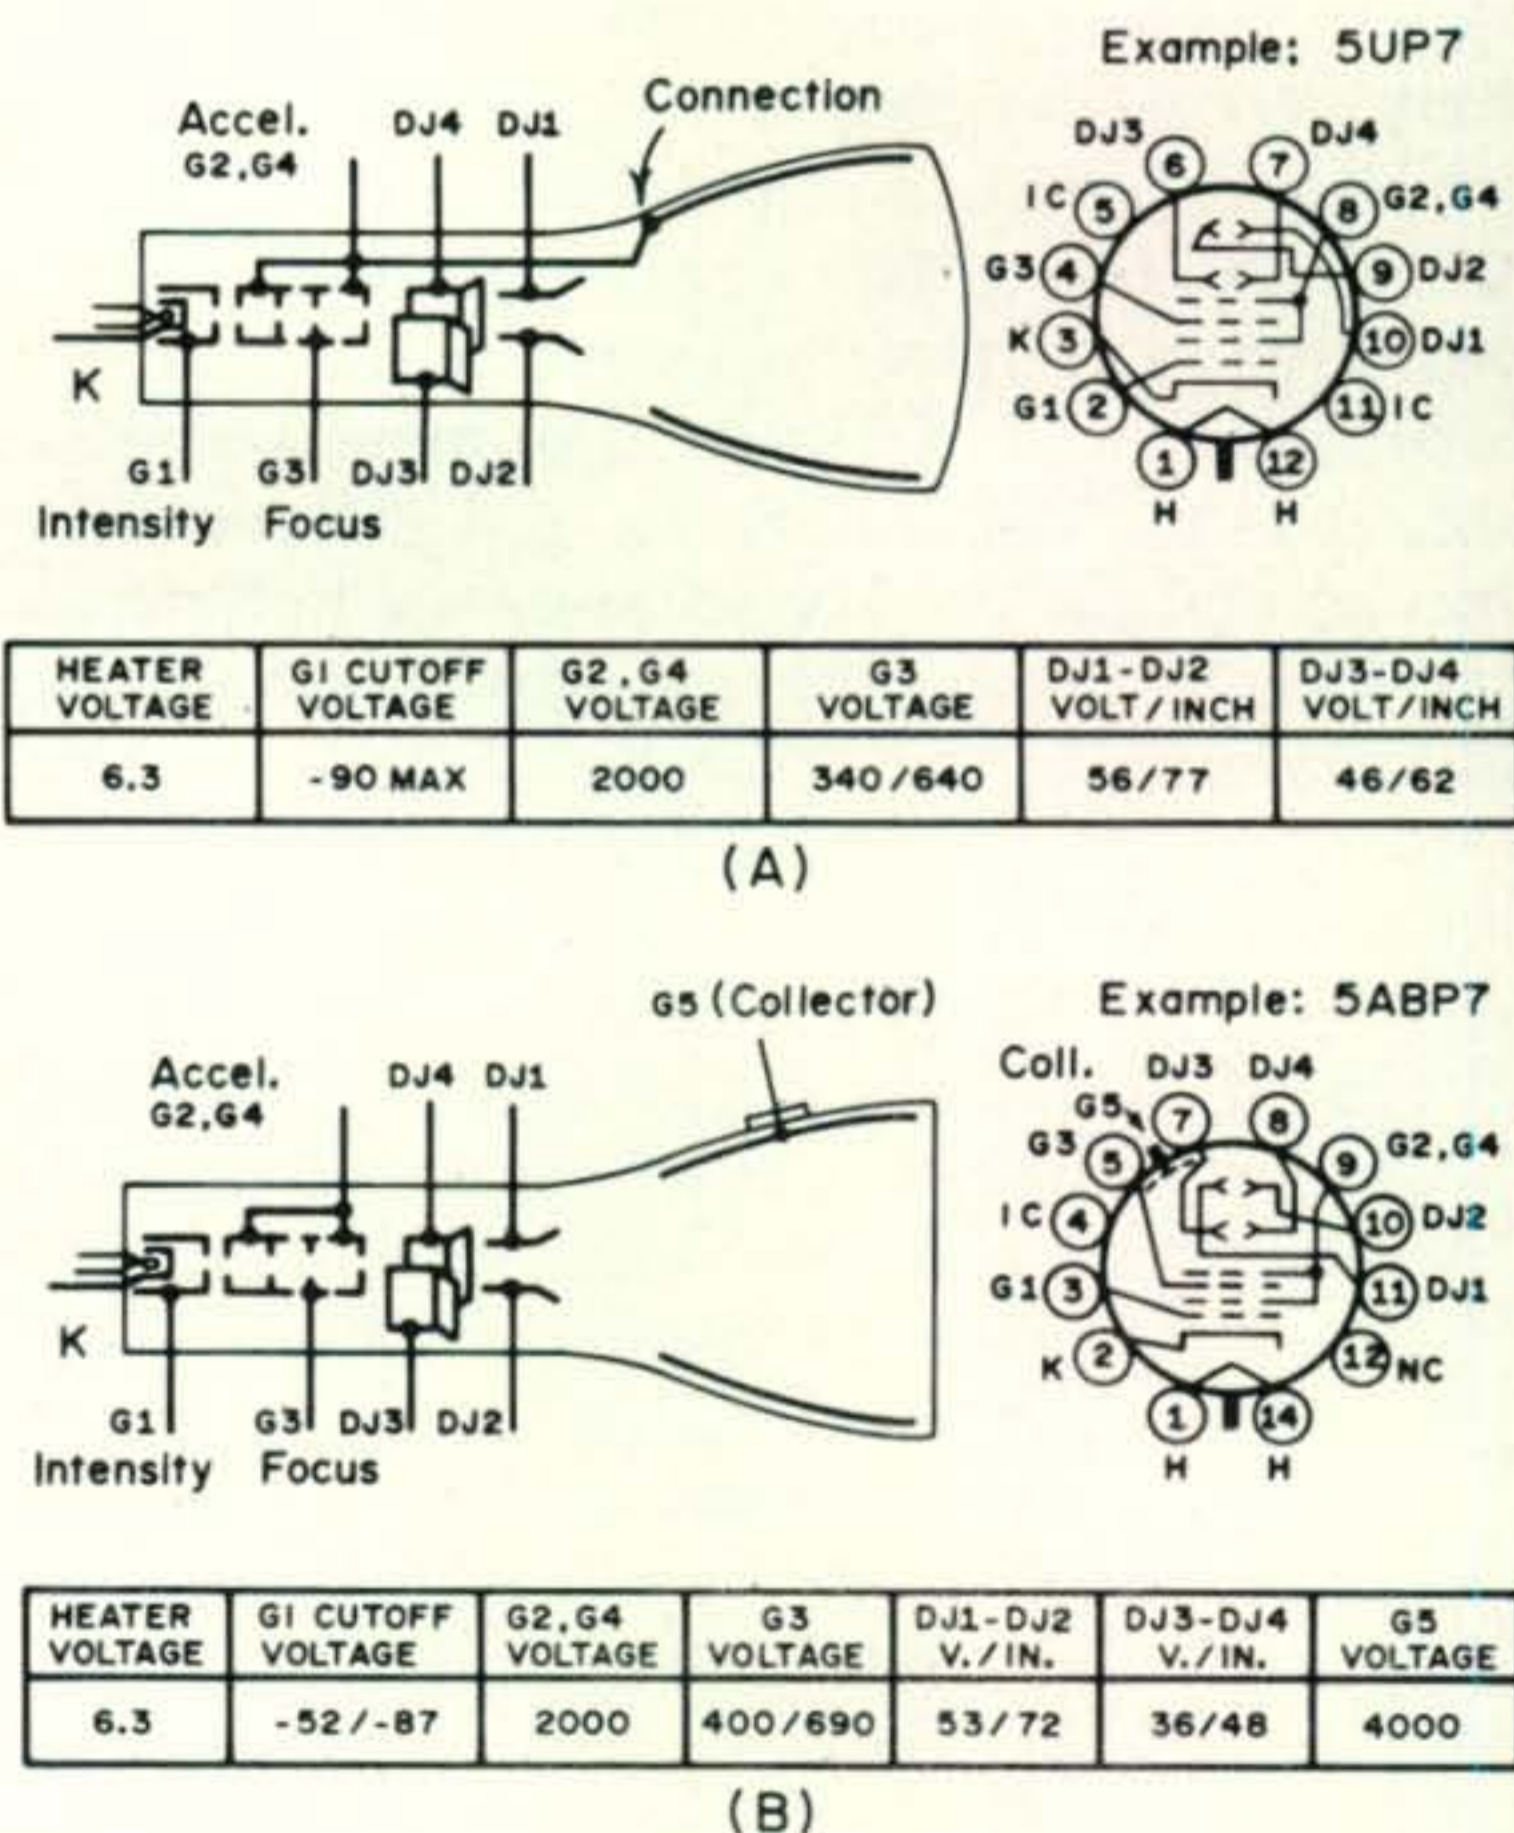 Example: 5UP7
Connection
Accel.
G2,G4
DJ4 DJ1
K
G1 G3 DJ3 DJ2
Intensity Focus
DJ3 6 7 DJ4
IC 5 8 G2,G4
G3 4 9 DJ2
K 3 10 DJ1
G1 2 11 IC
1 12
H H
HEATER VOLTAGE G1 CUTOFF VOLTAGE G2,G4 VOLTAGE G3 VOLTAGE DJ1-DJ2 VOLT/INCH DJ3-DJ4 VOLT/INCH
6.3 -90 MAX 2000 340/640 56/77 46/62
(A)
Example: 5ABP7
G5 (Collector)
Accel.
G2,G4
DJ4 DJ1
K
G1 G3 DJ3 DJ2
Intensity Focus
Coll. DJ3 DJ4
G5 7 8
G3 5 9 G2,G4
IC 4 10 DJ2
G1 3 11 DJ1
K 2 12 NC
1 14
H H
HEATER VOLTAGE G1 CUTOFF VOLTAGE G2,G4 VOLTAGE G3 VOLTAGE DJ1-DJ2 V./IN. DJ3-DJ4 V./IN. G5 VOLTAGE
6.3 -52/-87 2000 400/690 53/72 36/48 4000
(B)